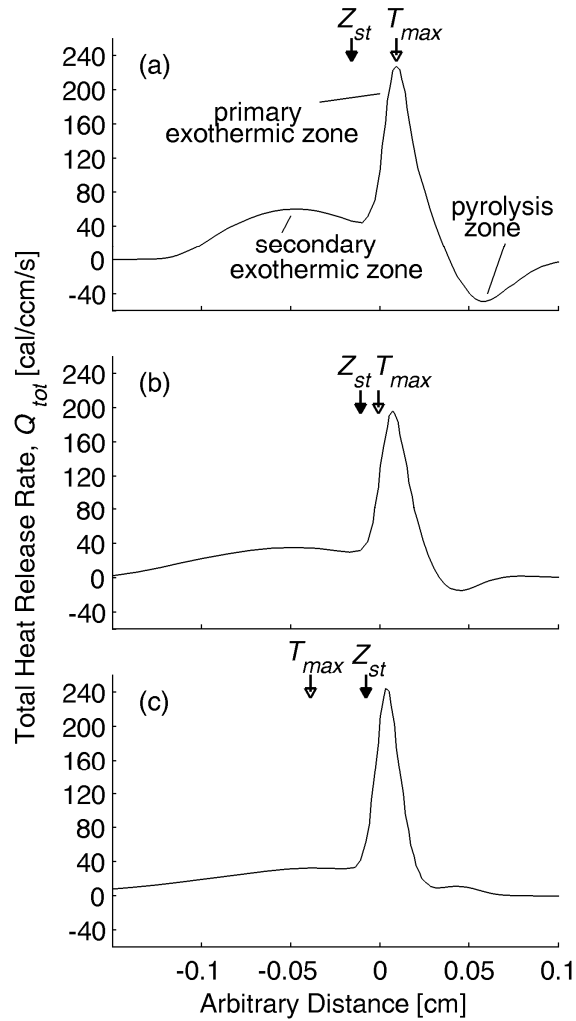 Z_st T_max
(a)
240
200
160
120
80
40
0
-40
primary
exothermic zone
secondary
exothermic zone
pyrolysis
zone
Z_st T_max
(b)
240
200
160
120
80
40
0
-40
T_max Z_st
(c)
240
200
160
120
80
40
0
-40
Total Heat Release Rate, Q_tot [cal/ccm/s]
-0.1 -0.05 0 0.05 0.1
Arbitrary Distance [cm]